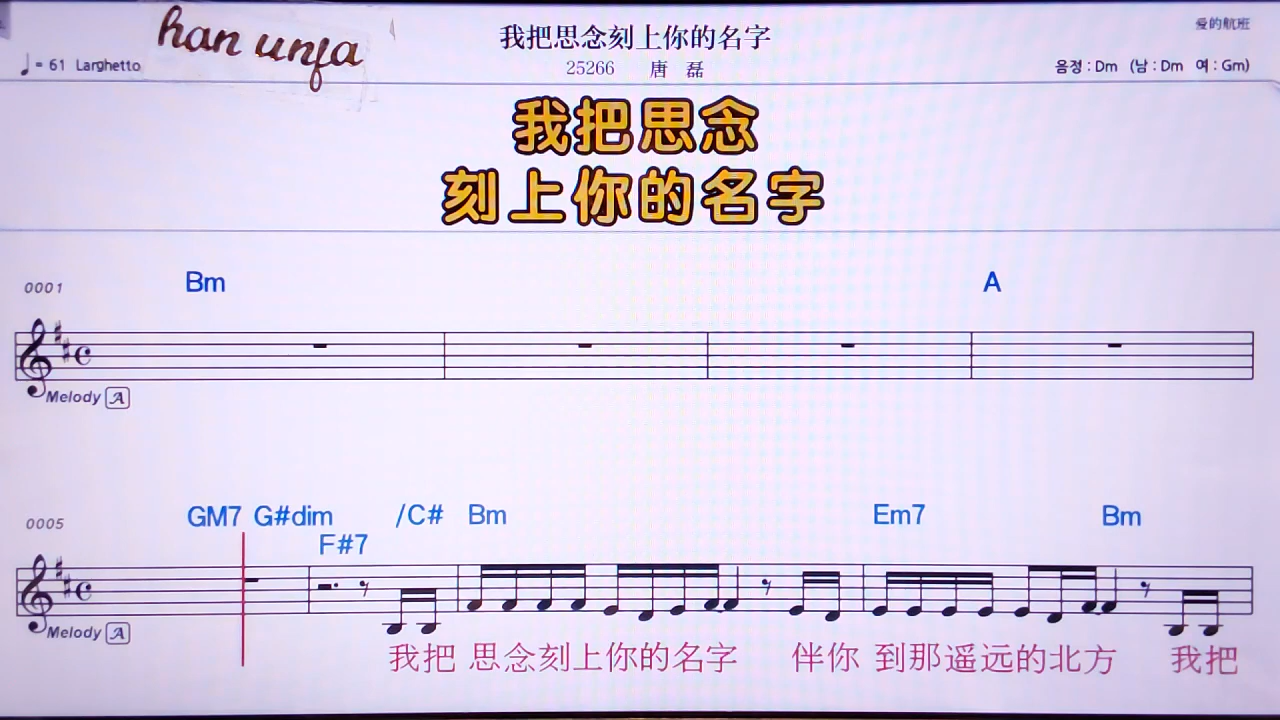 han unfa
我把思念刻上你的名字
爱的航班
♩= 61 Larghetto
25266 唐 磊
음정 : Dm (남 : Dm 여 : Gm)
我把思念
刻上你的名字
0001
Bm A
Melody A
0005
GM7 G#dim /C# Bm Em7 Bm
F#7
Melody A
我把 思念刻上你的名字 伴你 到那遥远的北方 我把